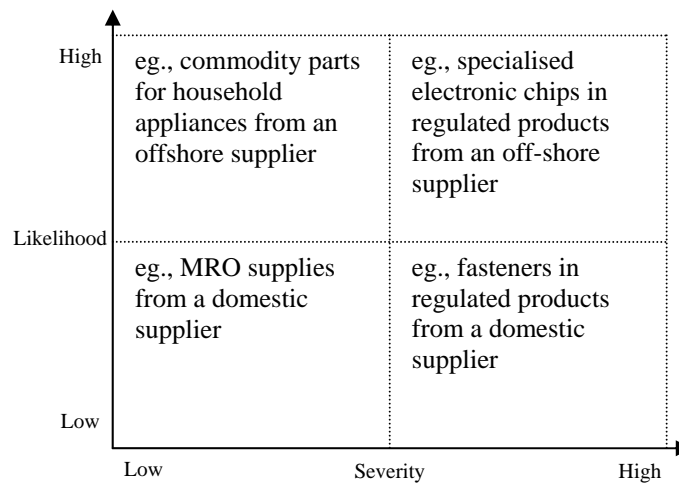 High
eg., commodity parts
for household
appliances from an
offshore supplier
eg., specialised
electronic chips in
regulated products
from an off-shore
supplier
Likelihood
eg., MRO supplies
from a domestic
supplier
eg., fasteners in
regulated products
from a domestic
supplier
Low
Low
Severity
High